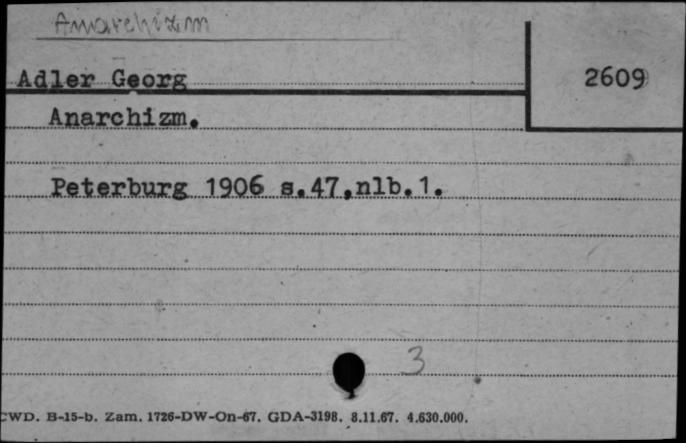 Anarchizm
Adler Georg
2609
Anarchizm.
Peterburg 1906 s.47,nlb.1.
3
CWD. B-15-b. Zam. 1726-DW-On-67. GDA-3198. 8.11.67. 4.630.000.